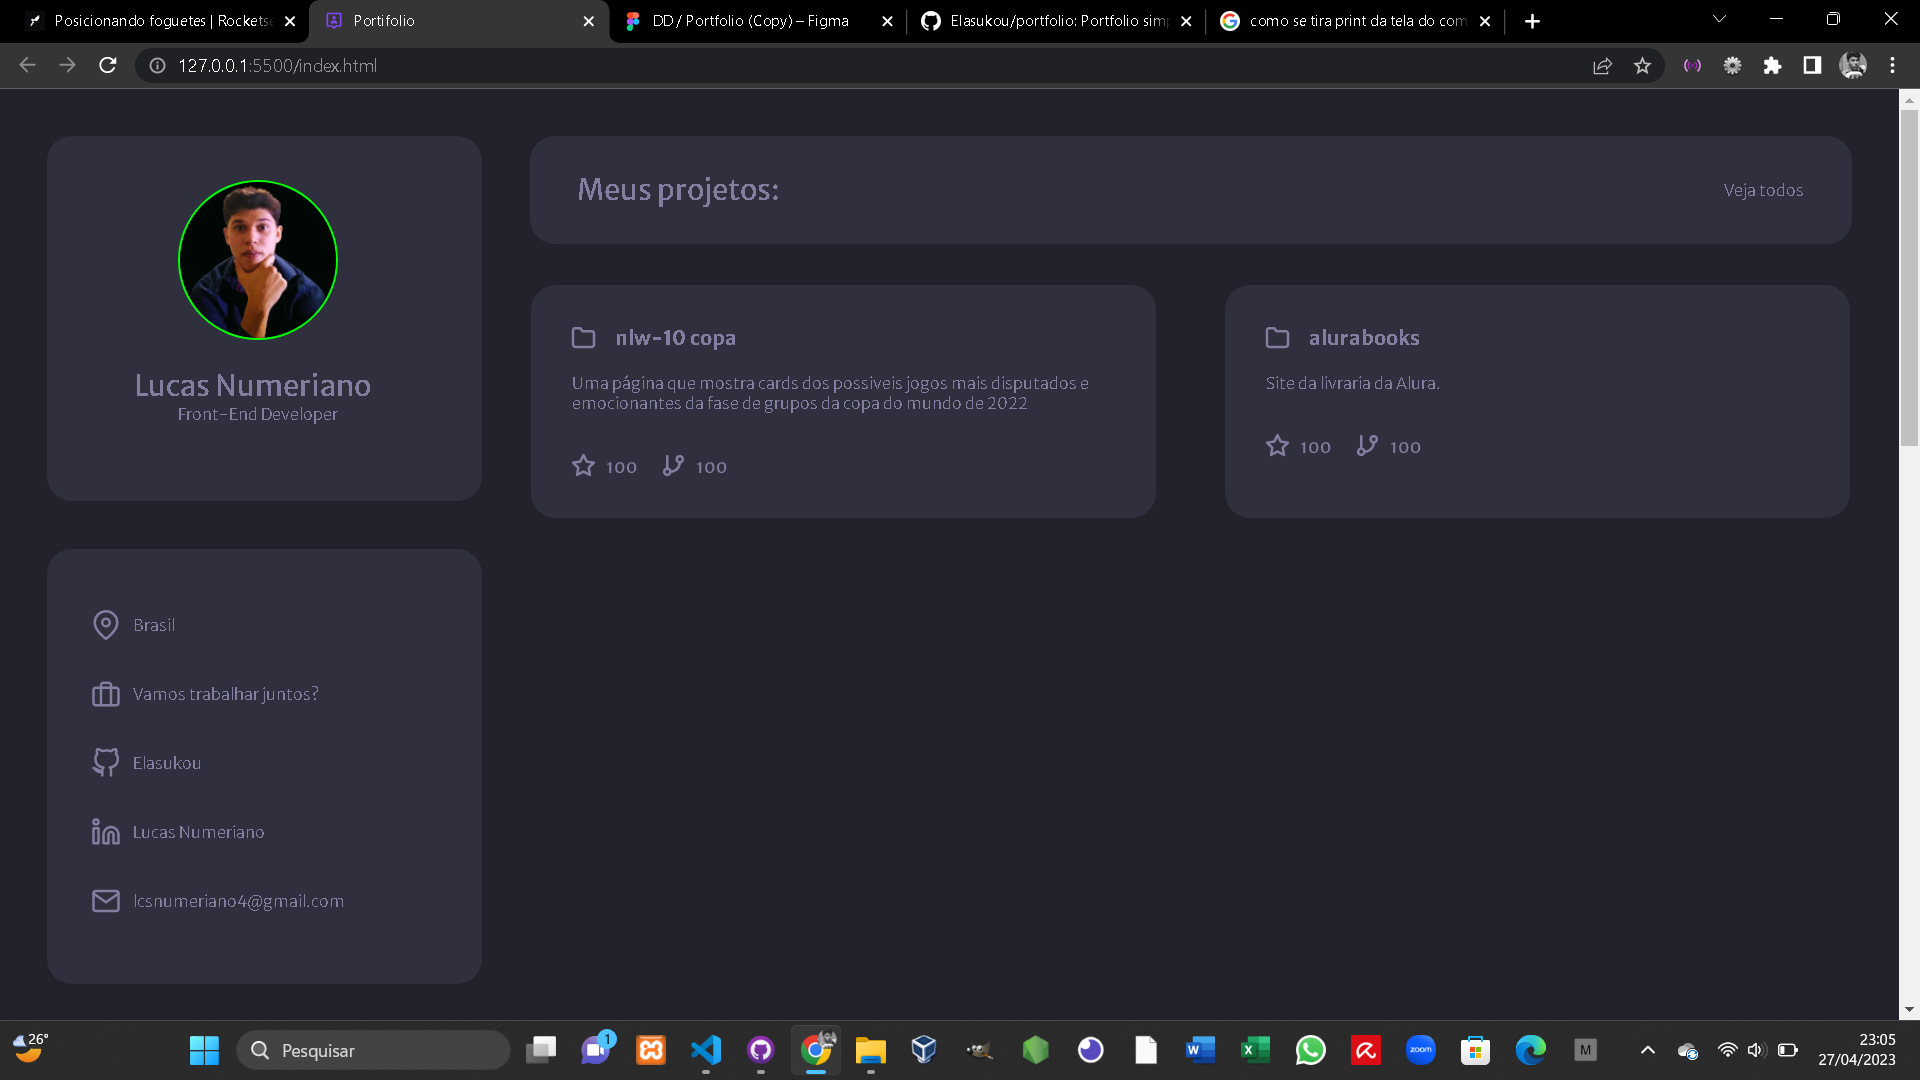 Posicionando foguetes | Rocketse
Portifolio
DD / Portfolio (Copy) – Figma
Elasukou/portfolio: Portfolio simp
como se tira print da tela do com
127.0.0.1:5500/index.html
Lucas Numeriano
Front-End Developer
Meus projetos:
Veja todos
nlw-10 copa
Uma página que mostra cards dos possiveis jogos mais disputados e
emocionantes da fase de grupos da copa do mundo de 2022
100 100
alurabooks
Site da livraria da Alura.
100 100
Brasil
Vamos trabalhar juntos?
Elasukou
Lucas Numeriano
lcsnumeriano4@gmail.com
26°
Pesquisar
1
W
X
zoom
M
23:05
27/04/2023